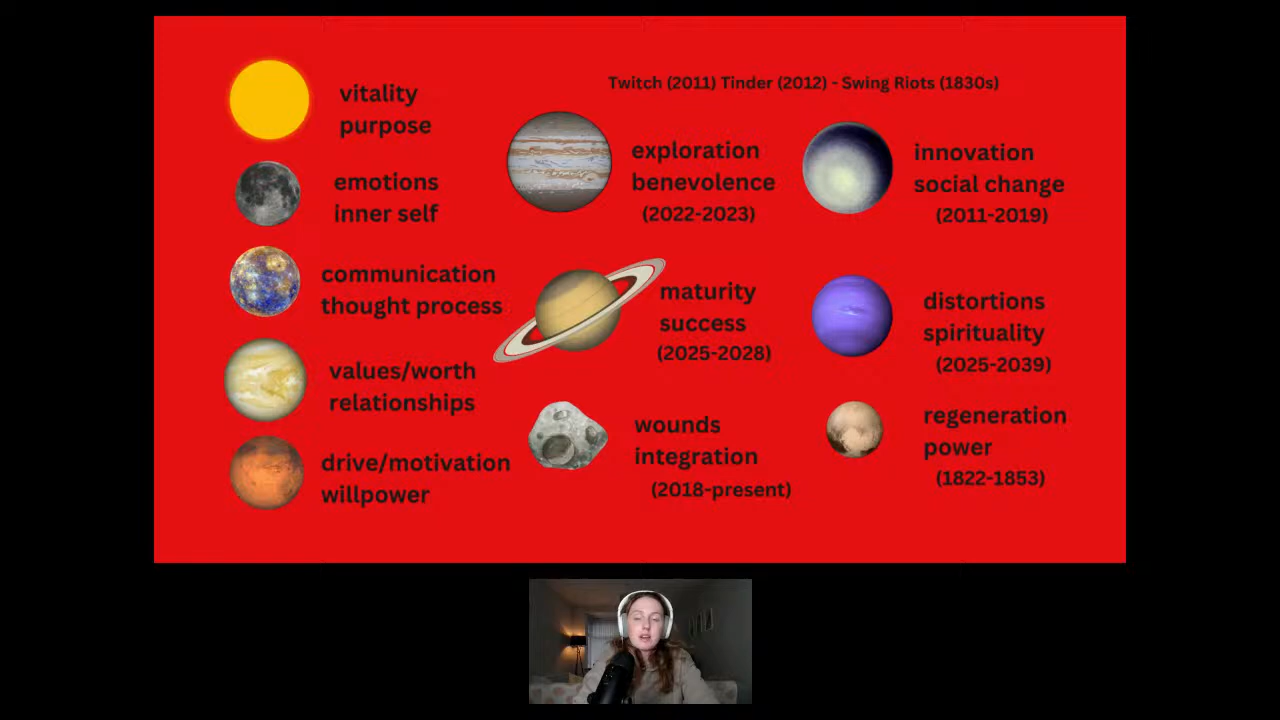 vitality
purpose
emotions
inner self
communication
thought process
values/worth
relationships
drive/motivation
willpower
Twitch (2011) Tinder (2012) - Swing Riots (1830s)
exploration
benevolence
(2022-2023)
maturity
success
(2025-2028)
wounds
integration
(2018-present)
innovation
social change
(2011-2019)
distortions
spirituality
(2025-2039)
regeneration
power
(1822-1853)